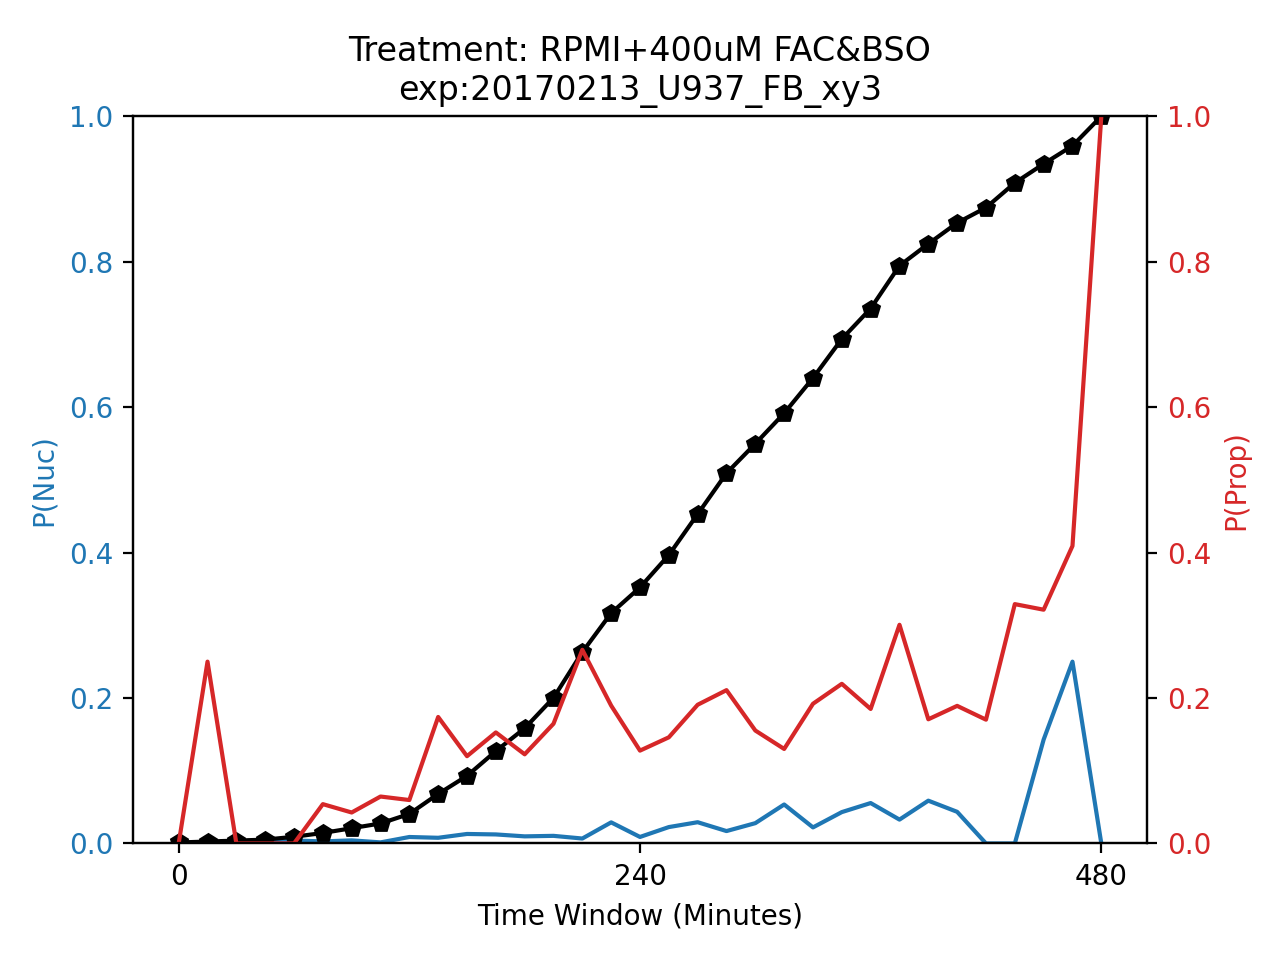 Treatment: RPMI+400uM FAC&BSO
exp:20170213_U937_FB_xy3
1.0
0.8
0.6
0.4
0.2
0.0
P(Nuc)
1.0
0.8
0.6
0.4
0.2
0.0
P(Prop)
0 240 480
Time Window (Minutes)